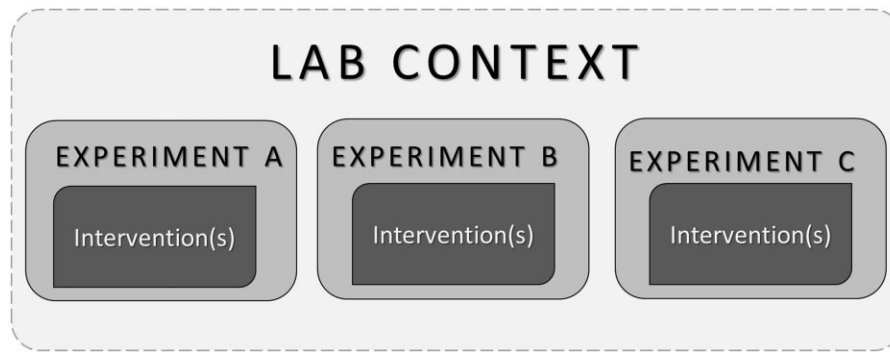 LAB CONTEXT
EXPERIMENT A
EXPERIMENT B
EXPERIMENT C
Intervention(s)
Intervention(s)
Intervention(s)